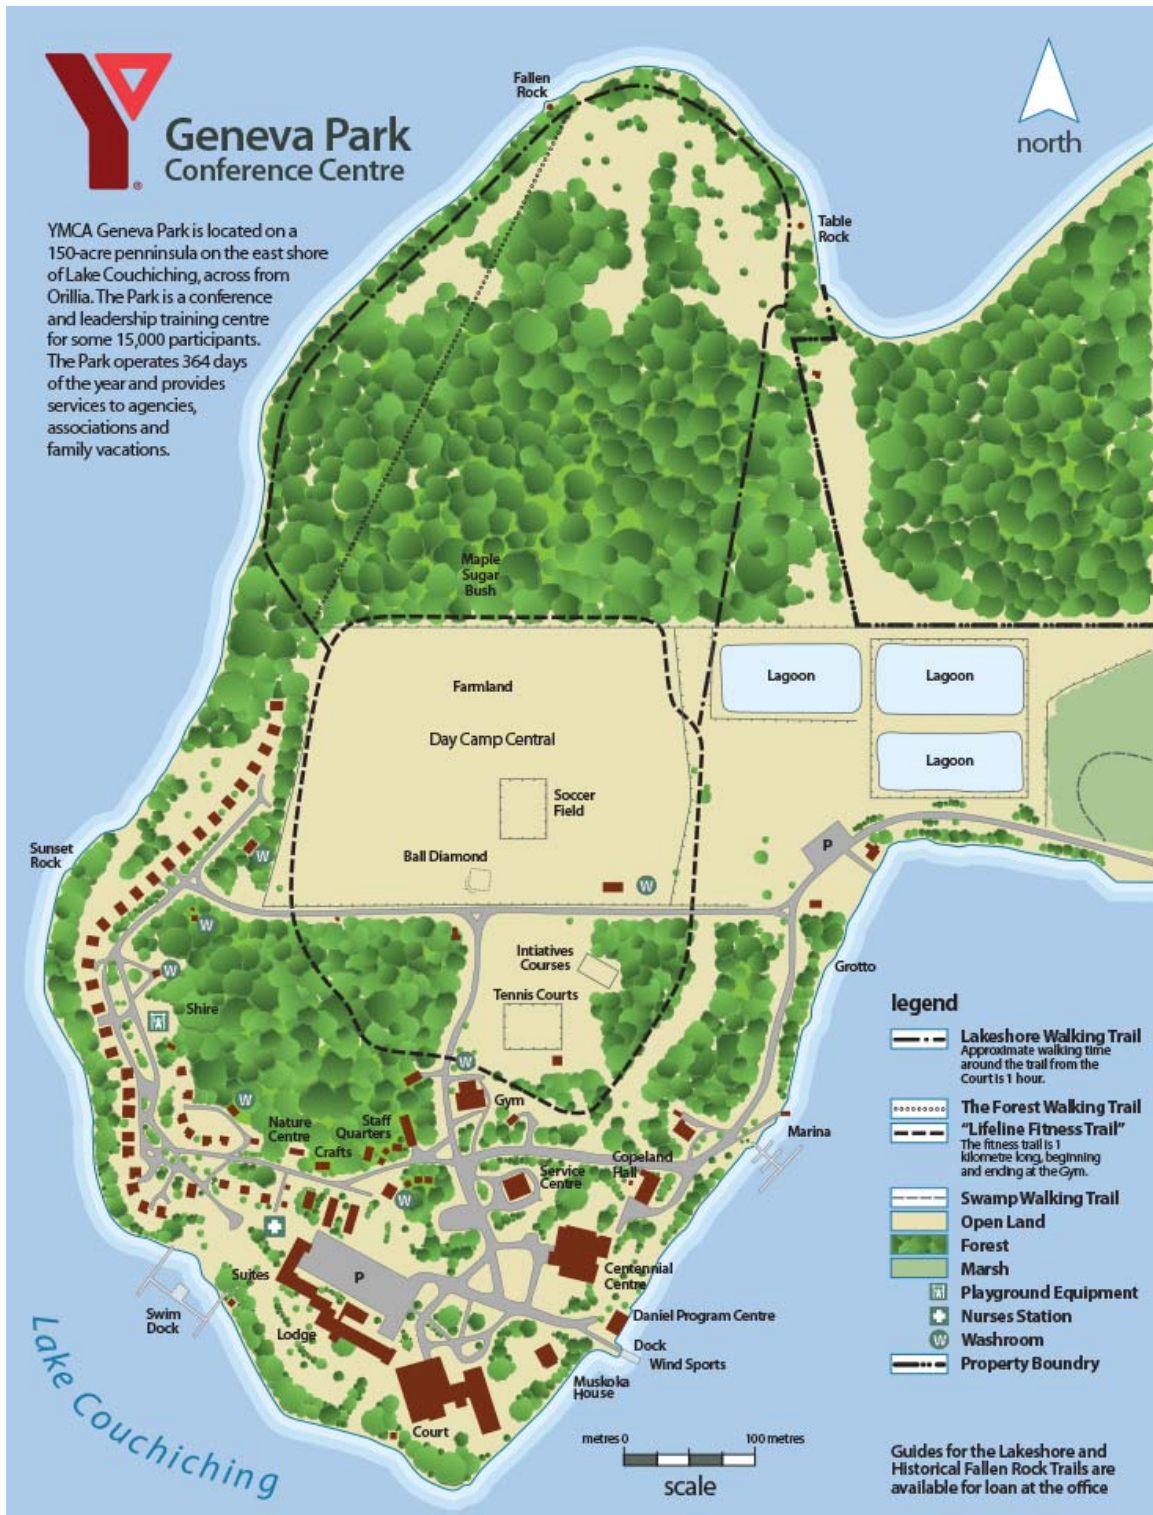 Geneva Park
Conference Centre
YMCA Geneva Park is located on a
150-acre penninsula on the east shore
of Lake Couchiching, across from
Orillia. The Park is a conference
and leadership training centre
for some 15,000 participants.
The Park operates 364 days
of the year and provides
services to agencies,
associations and
family vacations.
north
Fallen
Rock
Table
Rock
Maple
Sugar
Bush
Lagoon
Lagoon
Lagoon
Farmland
Day Camp Central
Soccer
Field
Ball Diamond
Sunset
Rock
P
W
W
W
W
W
W
W
Intiatives
Courses
Tennis Courts
Grotto
Shire
Gym
Nature
Centre
Crafts
Staff
Quarters
Marina
Copeland
Hall
Service
Centre
Suites
P
Centennial
Centre
Swim
Dock
Lodge
Daniel Program Centre
Dock
Wind Sports
Muskoka
House
Court
Lake Couchiching
metres 0
100 metres
scale
legend
Lakeshore Walking Trail
Approximate walking time
around the trail from the
Court is 1 hour.
The Forest Walking Trail
"Lifeline Fitness Trail"
The fitness trail is 1
kilometre long, beginning
and ending at the Gym.
Swamp Walking Trail
Open Land
Forest
Marsh
Playground Equipment
Nurses Station
W Washroom
Property Boundry
Guides for the Lakeshore and
Historical Fallen Rock Trails are
available for loan at the office